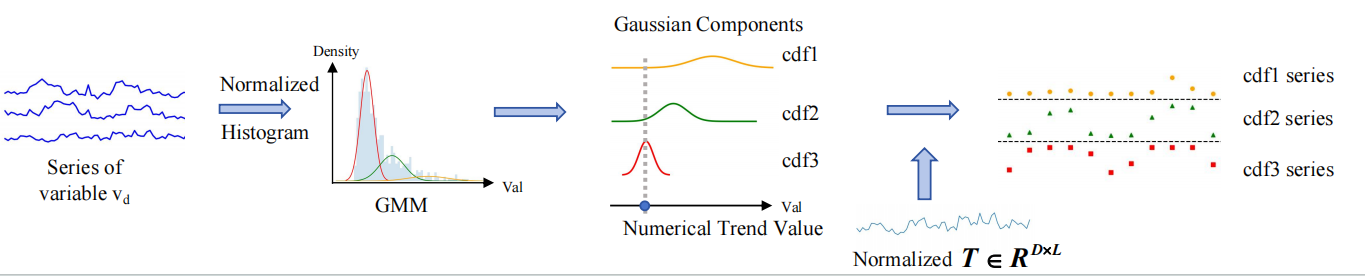 Series of
variable vd
Normalized
Histogram
Density
Val
GMM
Gaussian Components
cdf1
cdf2
cdf3
Val
Numerical Trend Value
Normalized T ∈ R^{D×L}
cdf1 series
cdf2 series
cdf3 series